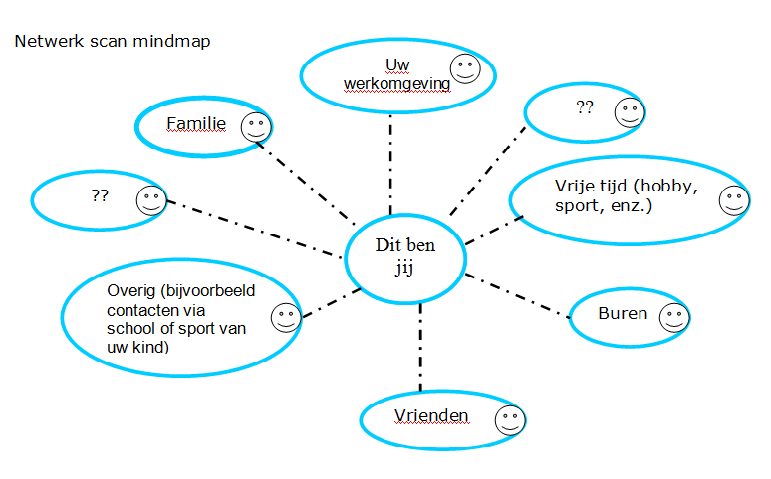 Netwerk scan mindmap
Uw
werkomgeving
??
Familie
Vrije tijd (hobby,
sport, enz.)
??
Dit ben
jij
Overig (bijvoorbeeld
contacten via
school of sport van
uw kind)
Buren
Vrienden